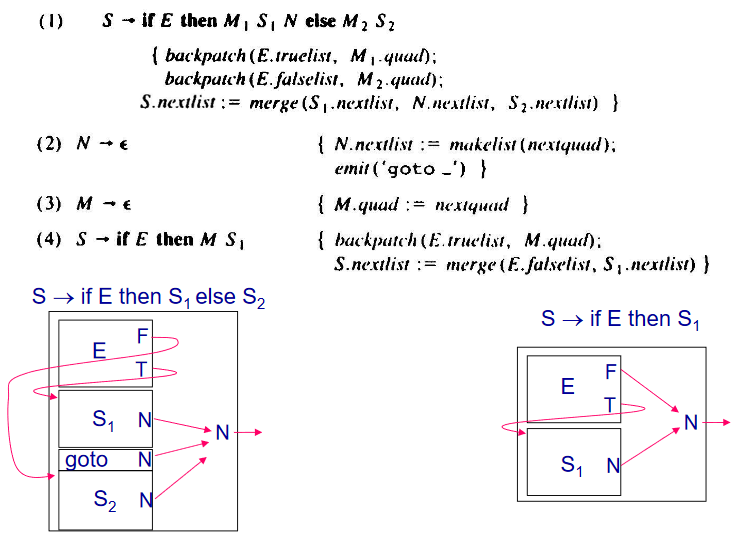 (1) S → if E then M₁ S₁ N else M₂ S₂
{ backpatch(E.truelist, M₁.quad);
backpatch(E.falselist, M₂.quad);
S.nextlist := merge(S₁.nextlist, N.nextlist, S₂.nextlist) }
(2) N → ϵ { N.nextlist := makelist(nextquad);
emit('goto _') }
(3) M → ϵ { M.quad := nextquad }
(4) S → if E then M S₁ { backpatch(E.truelist, M.quad);
S.nextlist := merge(E.falselist, S₁.nextlist) }
S → if E then S₁ else S₂
E F
T
S₁ N
N
goto N
S₂ N
S → if E then S₁
E F
T
N
S₁ N